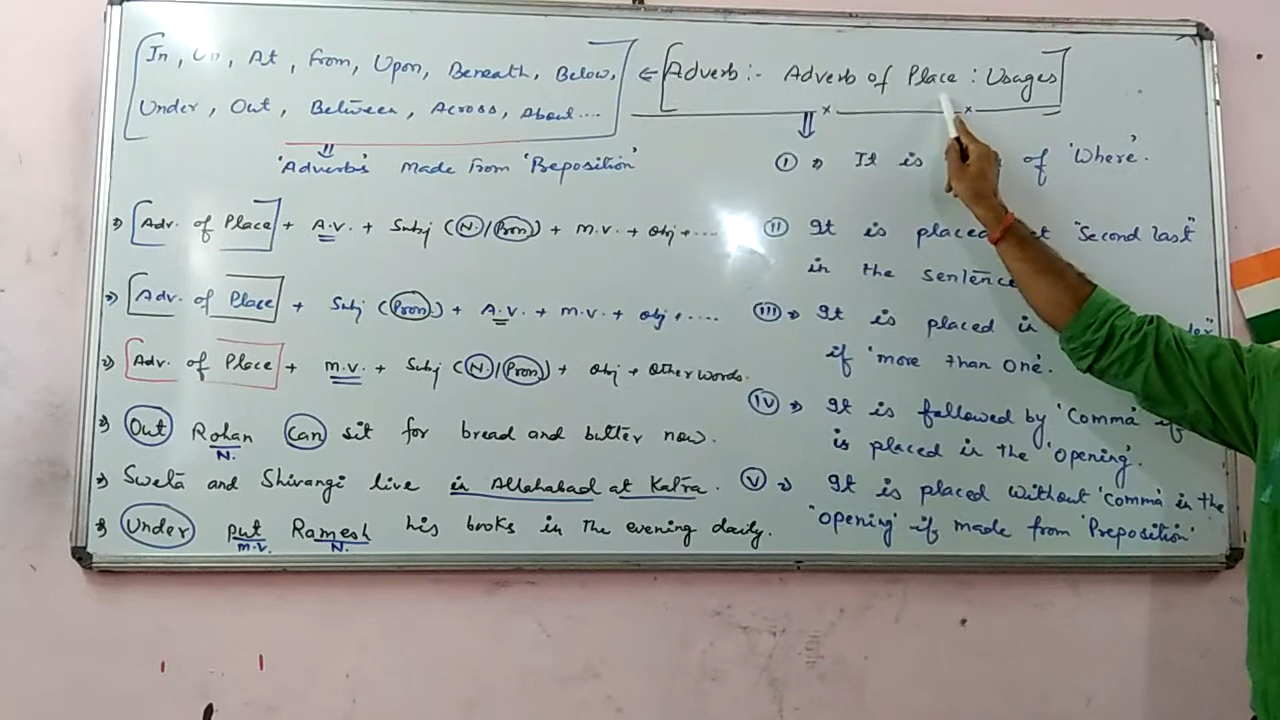 In, On, At, From, Upon, Beneath, Below,
Under, Out, Between, Across, About...
⇓
'Adverbs' Made From 'Preposition'
← [Adverb :- Adverb of Place : Usages]
(I) ⇒ It is of 'Where'.
(II) It is placed at "Second last"
in the sentence
(III) ⇒ It is placed in
if 'more than one'.
(IV) ⇒ It is followed by 'Comma' if
is placed in the 'Opening'.
(V) ⇒ It is placed without 'comma' in the
"Opening' if made from 'Preposition'
⇒ [Adv. of Place] + A.V. + Subj (N./Pron) + M.V. + Obj + ....
⇒ [Adv. of Place] + Subj (Pron.) + A.V. + M.V. + Obj + ....
⇒ [Adv. of Place] + M.V. + Subj (N/Pron) + Obj + Other words.
⇒ Out Rohan can sit for bread and butter now.
N.
⇒ Swetā and Shivangi live in Allahabad at Katra.
⇒ Under put Ramesh his books in the evening daily.
M.V. N.